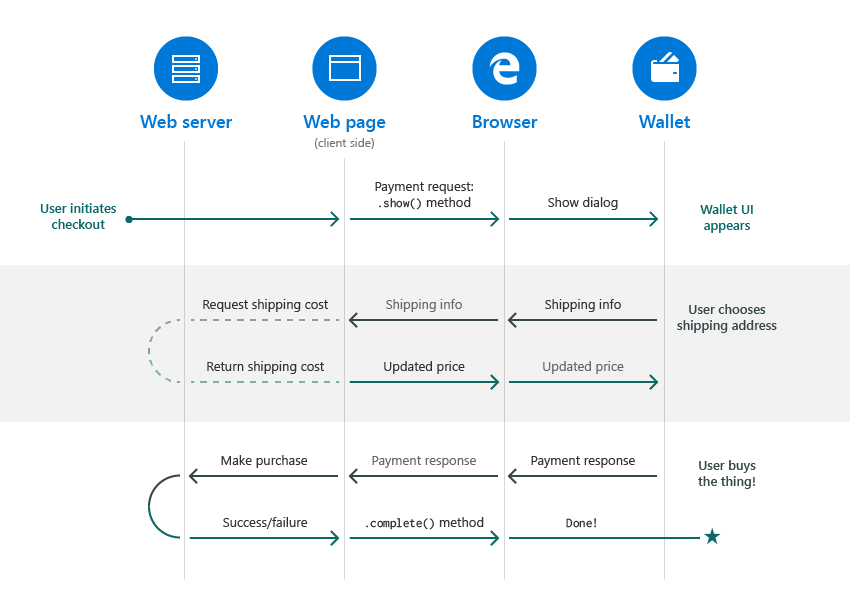 Web server
Web page
(client side)
Browser
Wallet
User initiates
checkout
Payment request:
.show() method
Show dialog
Wallet UI
appears
Request shipping cost
Shipping info
Shipping info
User chooses
shipping address
Return shipping cost
Updated price
Updated price
Make purchase
Payment response
Payment response
User buys
the thing!
Success/failure
.complete() method
Done!